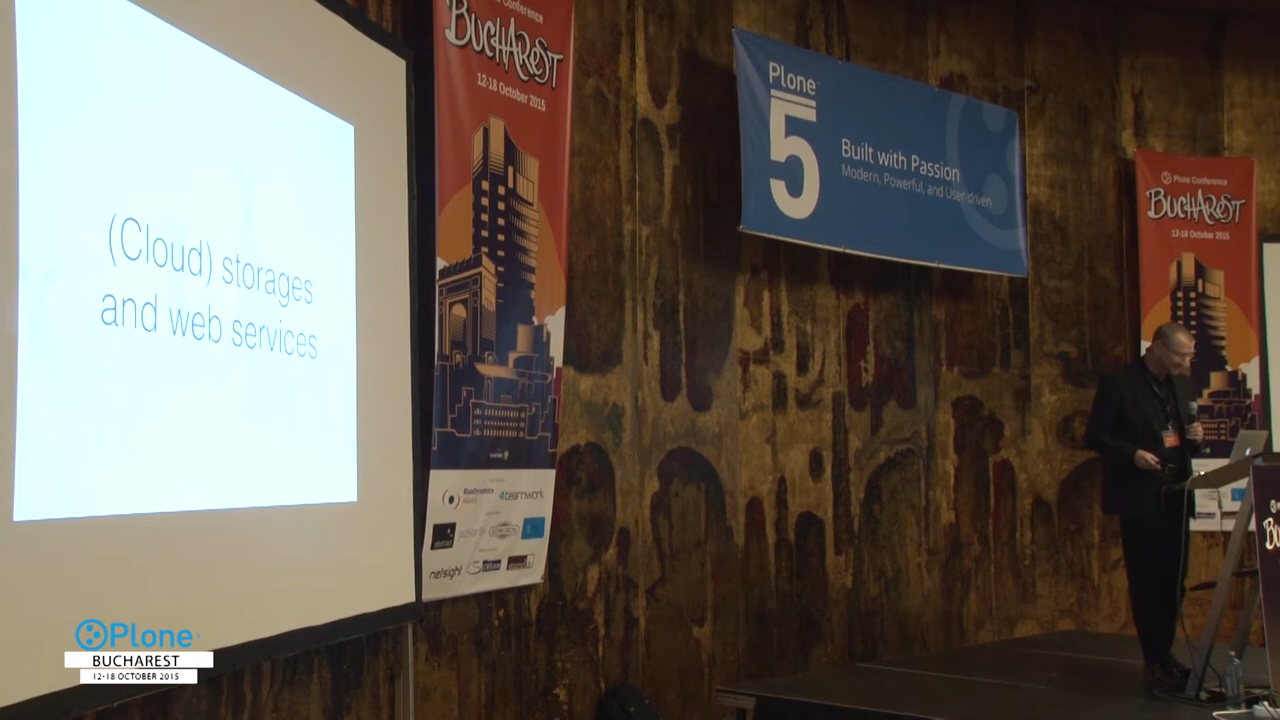 (Cloud) storages
and web services
Conference
BUCHAREST
12-18 October 2015
4teamwork
netsight
Plone
5
Built with Passion
Modern, Powerful, and User-driven
Plone Conference
BUCHAREST
12-18 October 2015
Plone
BUCHAREST
12-18 OCTOBER 2015